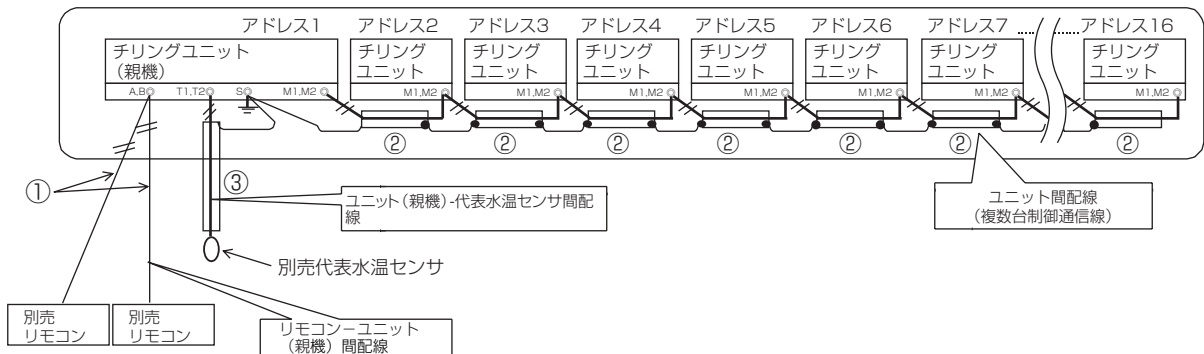 アドレス1 アドレス2 アドレス3 アドレス4 アドレス5 アドレス6 アドレス7 ............ アドレス16
チリングユニット
(親機)
チリング
ユニット
チリング
ユニット
チリング
ユニット
チリング
ユニット
チリング
ユニット
チリング
ユニット
チリング
ユニット
A,B T1,T2 S M1,M2 M1,M2 M1,M2 M1,M2 M1,M2 M1,M2 M1,M2 M1,M2
② ② ② ② ② ② ②
① ③
ユニット(親機)-代表水温センサ間配
線
ユニット間配線
(複数台制御通信線)
別売代表水温センサ
別売
リモコン
別売
リモコン
リモコン−ユニット
(親機)間配線